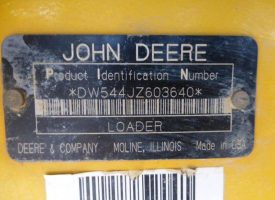 JOHN DEERE
Product Identification Number
*DW544JZ603640*
LOADER
DEERE & COMPANY MOLINE, ILLINOIS Made in USA